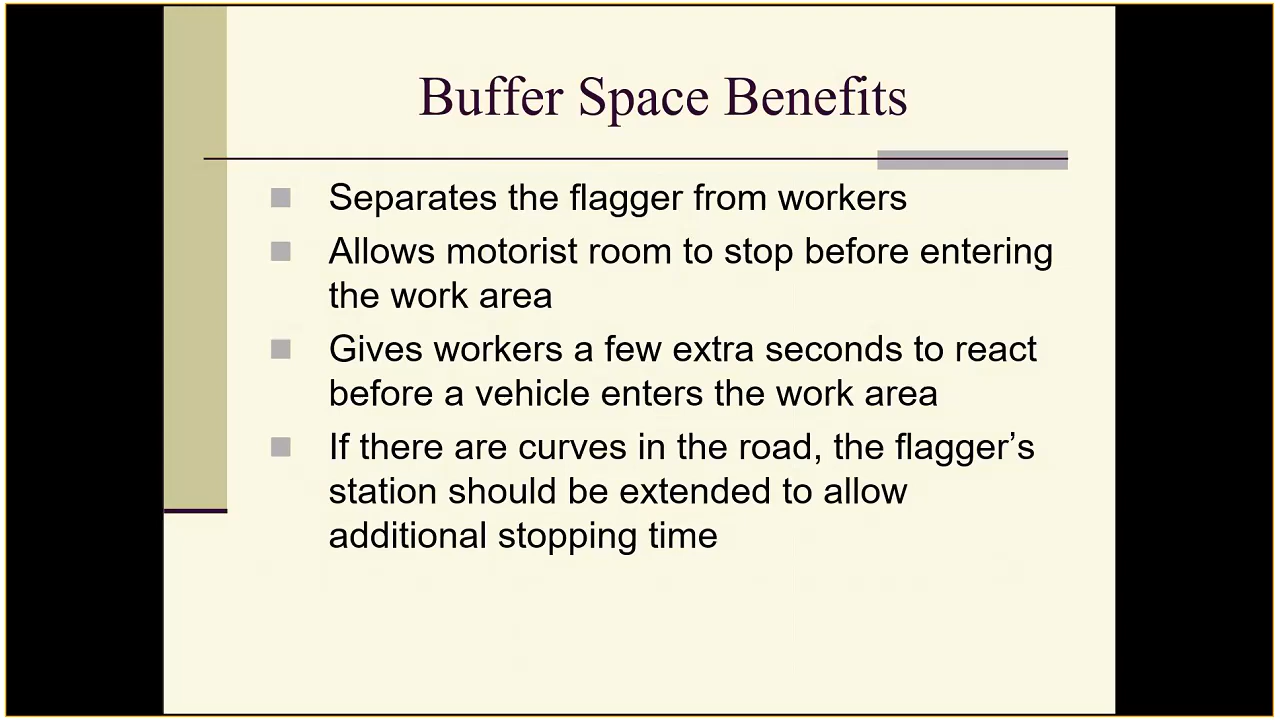 Buffer Space Benefits
Separates the flagger from workers
Allows motorist room to stop before entering
the work area
Gives workers a few extra seconds to react
before a vehicle enters the work area
If there are curves in the road, the flagger’s
station should be extended to allow
additional stopping time